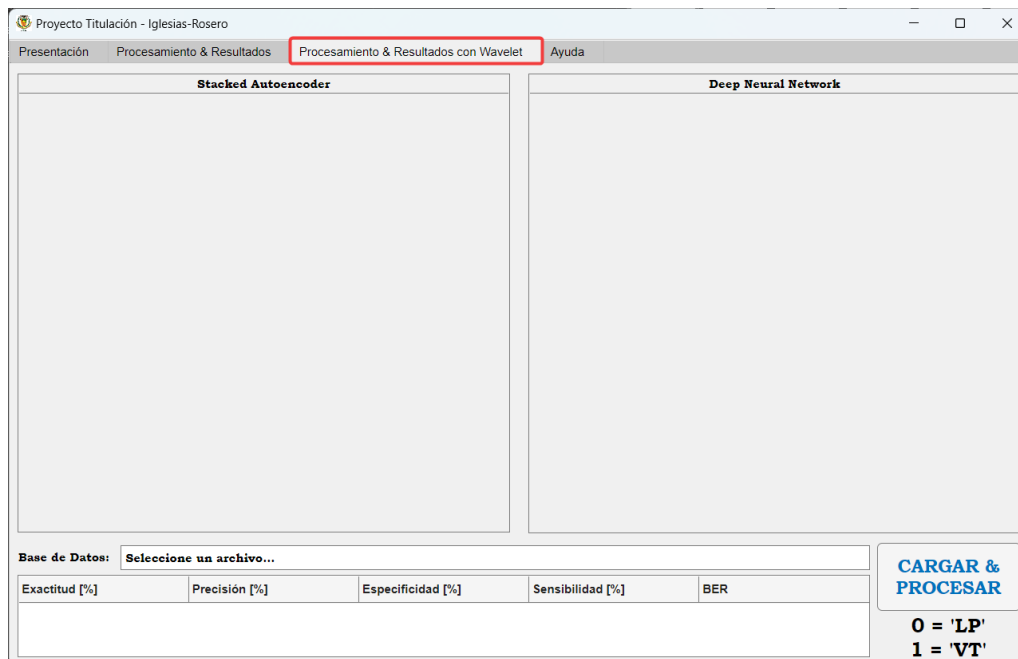 Proyecto Titulación - Iglesias-Rosero
Presentación Procesamiento & Resultados Procesamiento & Resultados con Wavelet Ayuda
Stacked Autoencoder Deep Neural Network
Base de Datos: Seleccione un archivo...
CARGAR &
PROCESAR
Exactitud [%] Precisión [%] Especificidad [%] Sensibilidad [%] BER
0 = 'LP'
1 = 'VT'